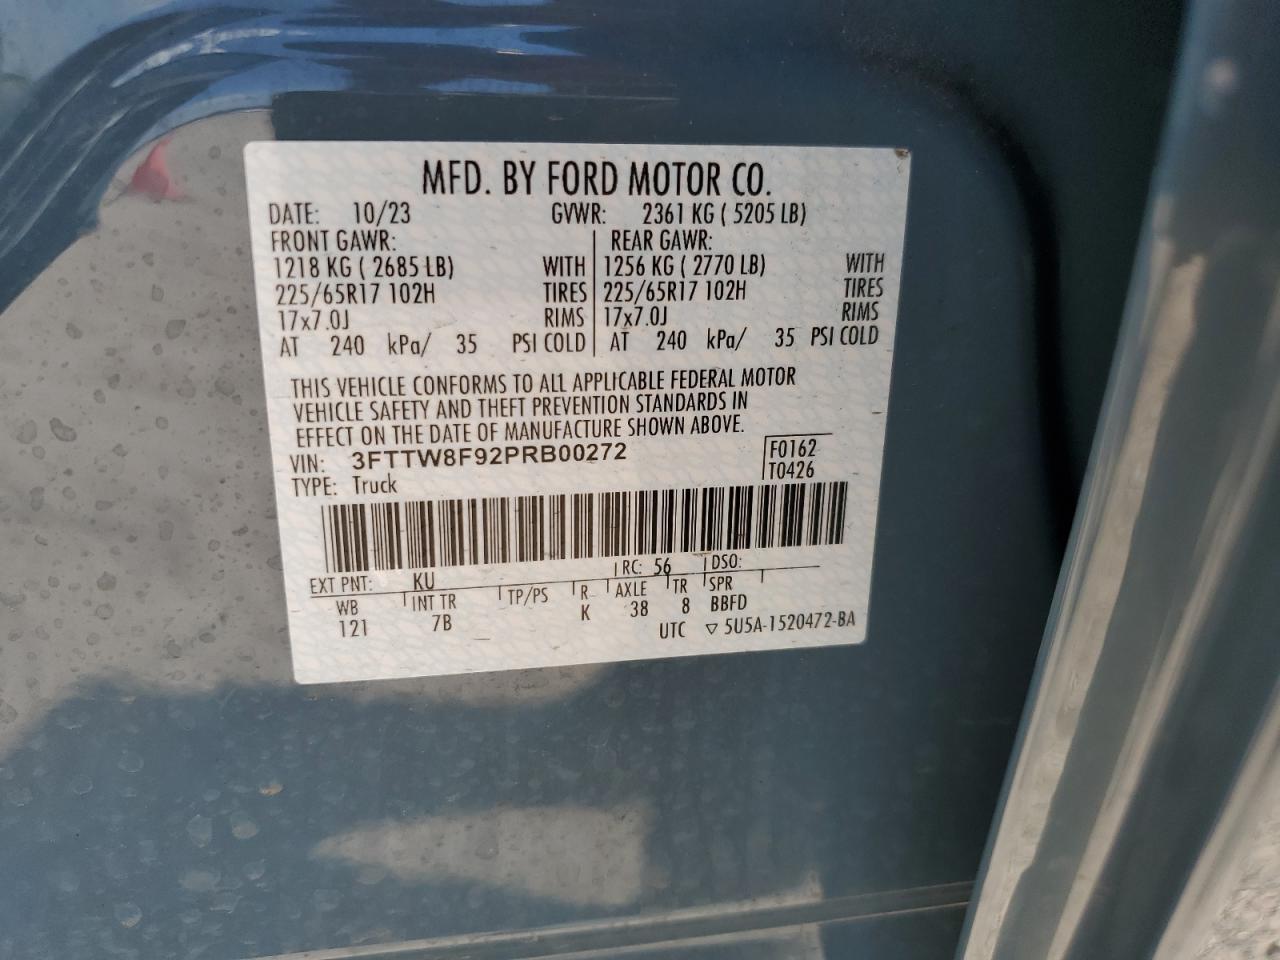 MFD. BY FORD MOTOR CO.
DATE: 10/23 GVWR: 2361 KG ( 5205 LB)
FRONT GAWR: REAR GAWR:
1218 KG ( 2685 LB) WITH 1256 KG ( 2770 LB) WITH
225/65R17 102H TIRES 225/65R17 102H TIRES
17x7.0J RIMS 17x7.0J RIMS
AT 240 kPa/ 35 PSI COLD AT 240 kPa/ 35 PSI COLD
THIS VEHICLE CONFORMS TO ALL APPLICABLE FEDERAL MOTOR
VEHICLE SAFETY AND THEFT PREVENTION STANDARDS IN
EFFECT ON THE DATE OF MANUFACTURE SHOWN ABOVE.
VIN: 3FTTW8F92PRB00272 F0162
TYPE: Truck T0426
EXT PNT: KU RC: 56 DSO:
WB INT TR TP/PS R AXLE TR SPR
121 7B K 38 8 BBFD
UTC ▽ 5U5A-1520472-BA